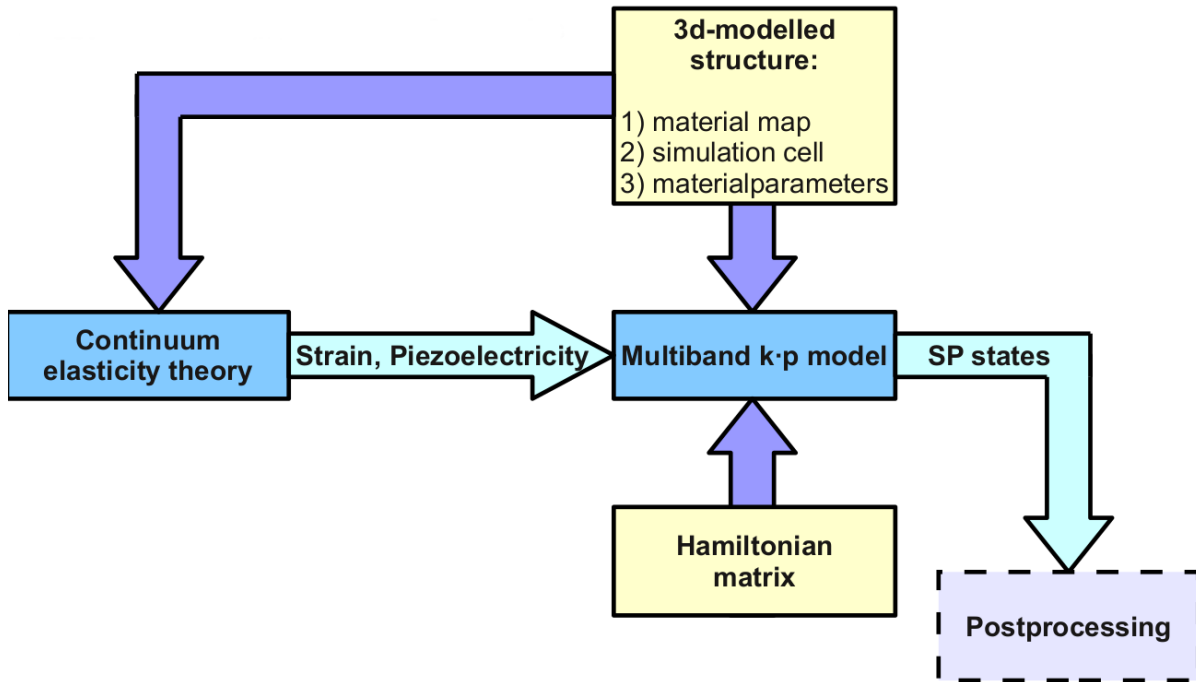 3d-modelled
structure:
1) material map
2) simulation cell
3) materialparameters
Continuum
elasticity theory
Strain, Piezoelectricity
Multiband k·p model
SP states
Hamiltonian
matrix
Postprocessing